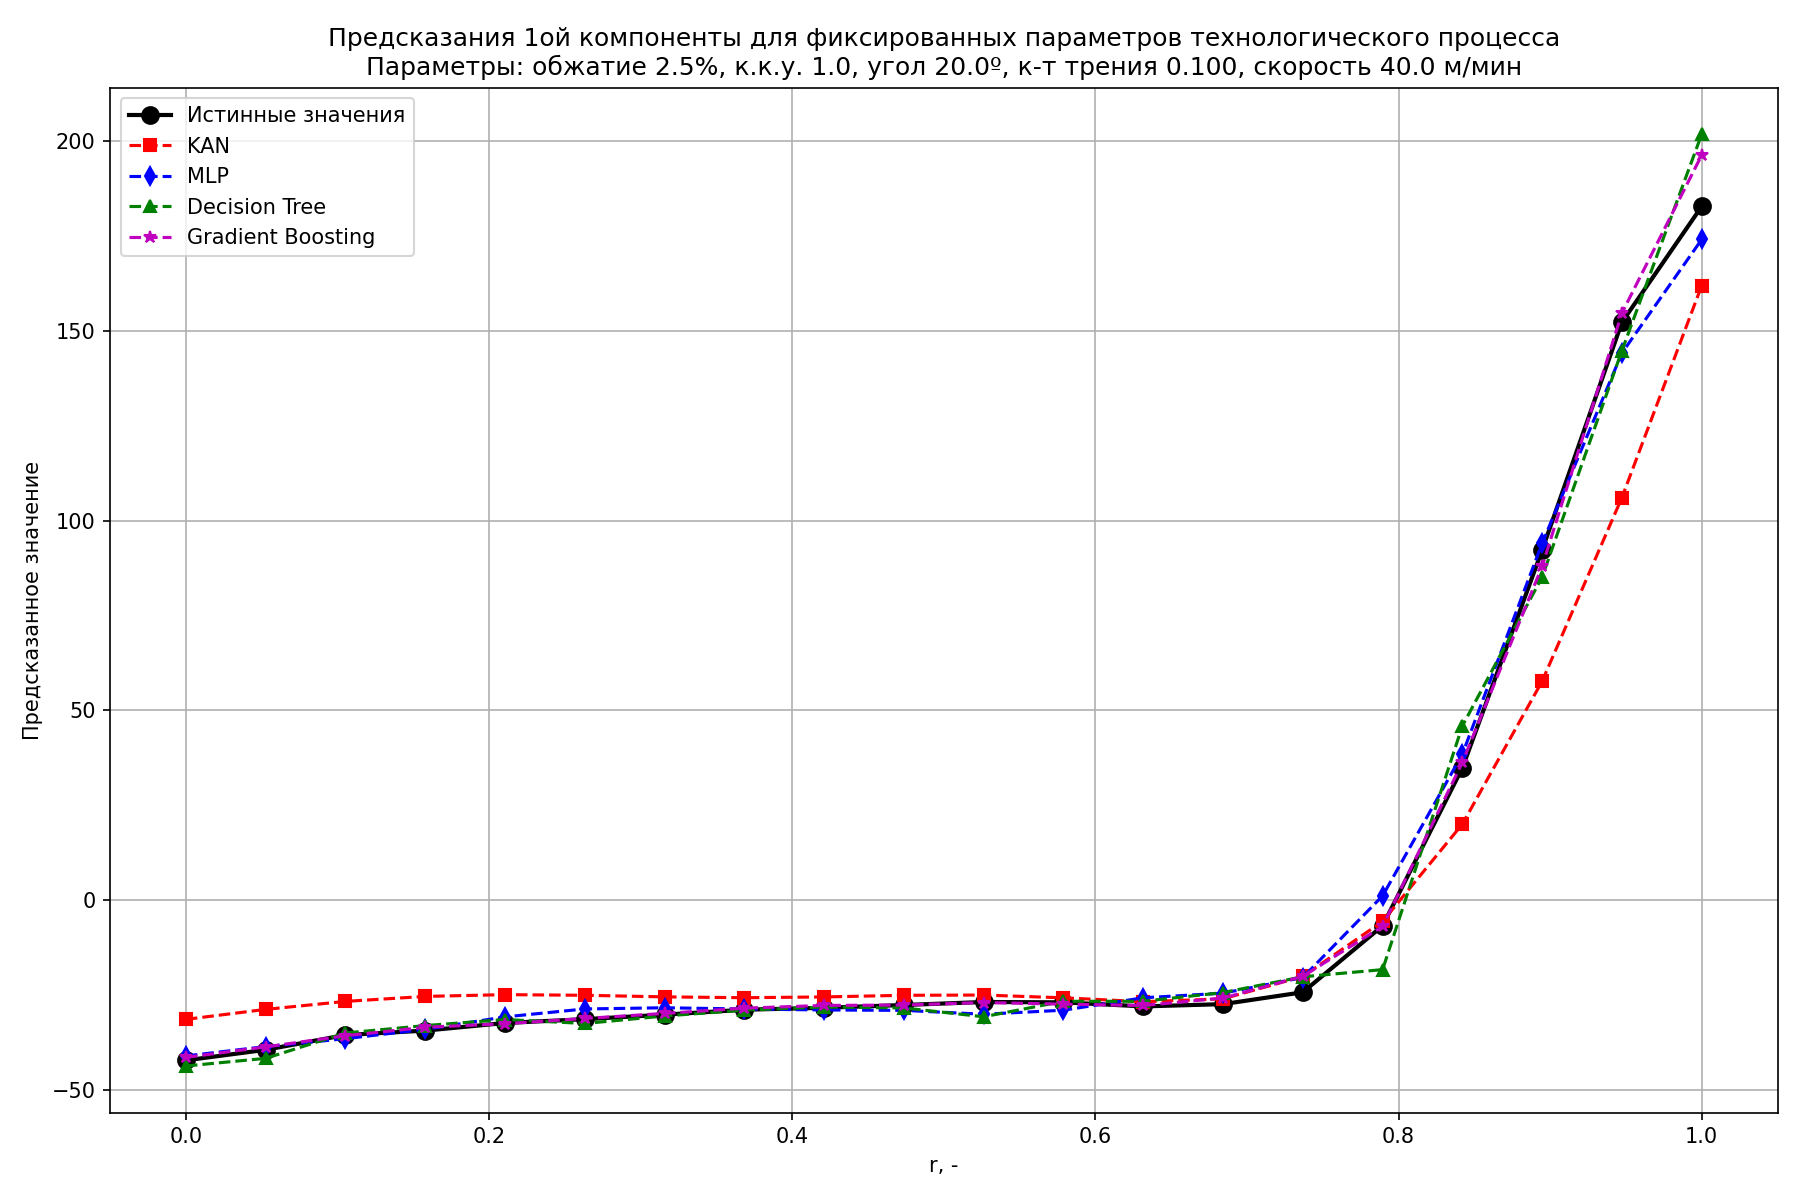 Предсказания 1ой компоненты для фиксированных параметров технологического процесса
Параметры: обжатие 2.5%, к.к.у. 1.0, угол 20.0º, к-т трения 0.100, скорость 40.0 м/мин
Истинные значения
KAN
MLP
Decision Tree
Gradient Boosting
Предсказанное значение
200
150
100
50
0
−50
0.0
0.2
0.4
0.6
0.8
1.0
r, -